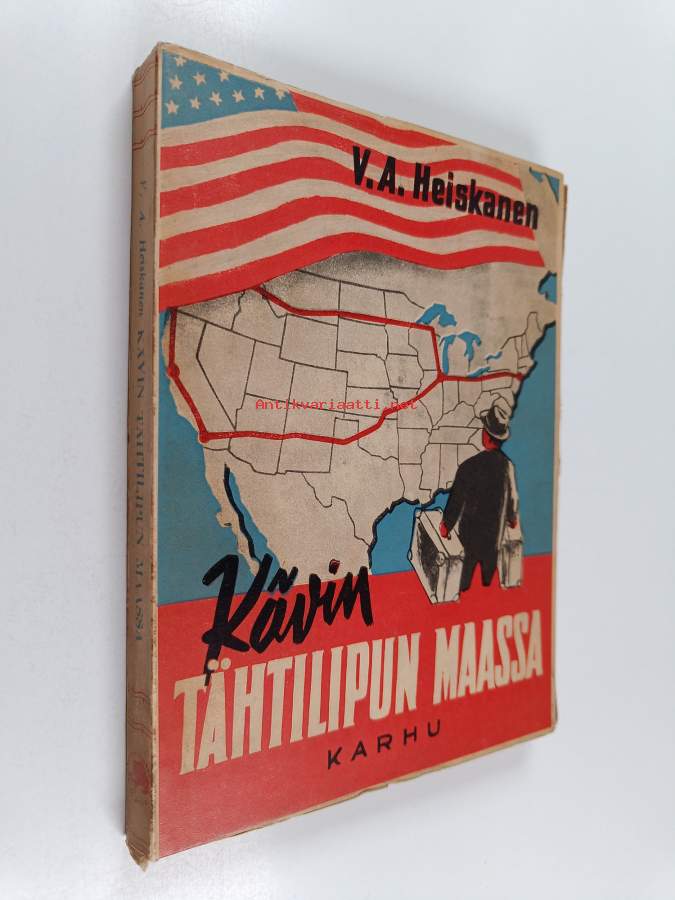 V. A. Heiskanen
Antikvariaatti.net
Kävin
TÄHTILIPUN MAASSA
KARHU
V. A. Heiskanen. KÄVIN TÄHTILIPUN MAASSA